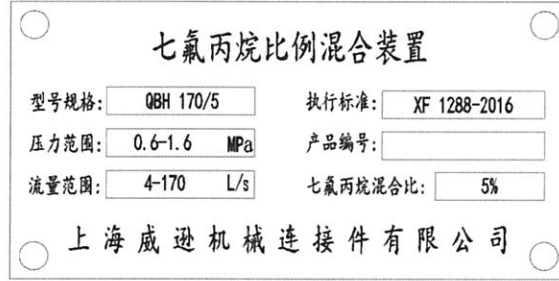 七氟丙烷比例混合装置
型号规格: QBH 170/5 执行标准: XF 1288-2016
压力范围: 0.6-1.6 MPa 产品编号:
流量范围: 4-170 L/s 七氟丙烷混合比: 5%
上海威逊机械连接件有限公司